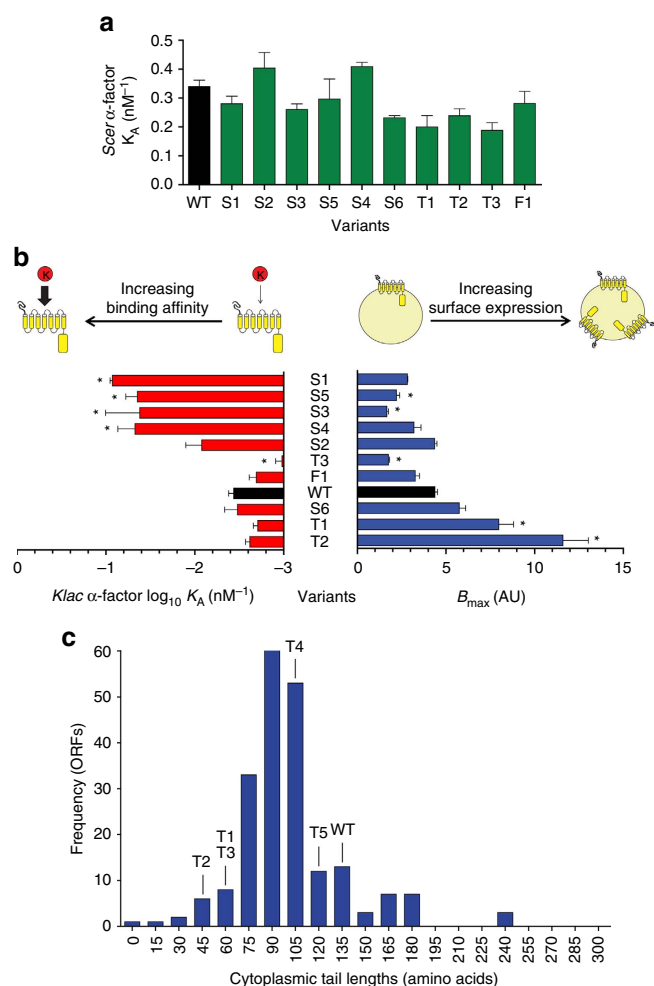 a
Scer α-factor
K_A (nM⁻¹)
0.5
0.4
0.3
0.2
0.1
0.0
WT S1 S2 S3 S5 S4 S6 T1 T2 T3 F1
Variants
b
K
Increasing
binding affinity
K
Increasing
surface expression
* S1
* S5 *
* S3 *
* S4
S2
* T3 *
F1
WT
S6
T1 *
T2 *
0 –1 –2 –3
0 5 10 15
Klac α-factor log₁₀ K_A (nM⁻¹)
Variants
B_max (AU)
c
60
50
40
30
20
10
0
Frequency (ORFs)
T4
T1
T3
T2
T5
WT
0 15 30 45 60 75 90 105 120 135 150 165 180 195 210 225 240 255 270 285 300
Cytoplasmic tail lengths (amino acids)